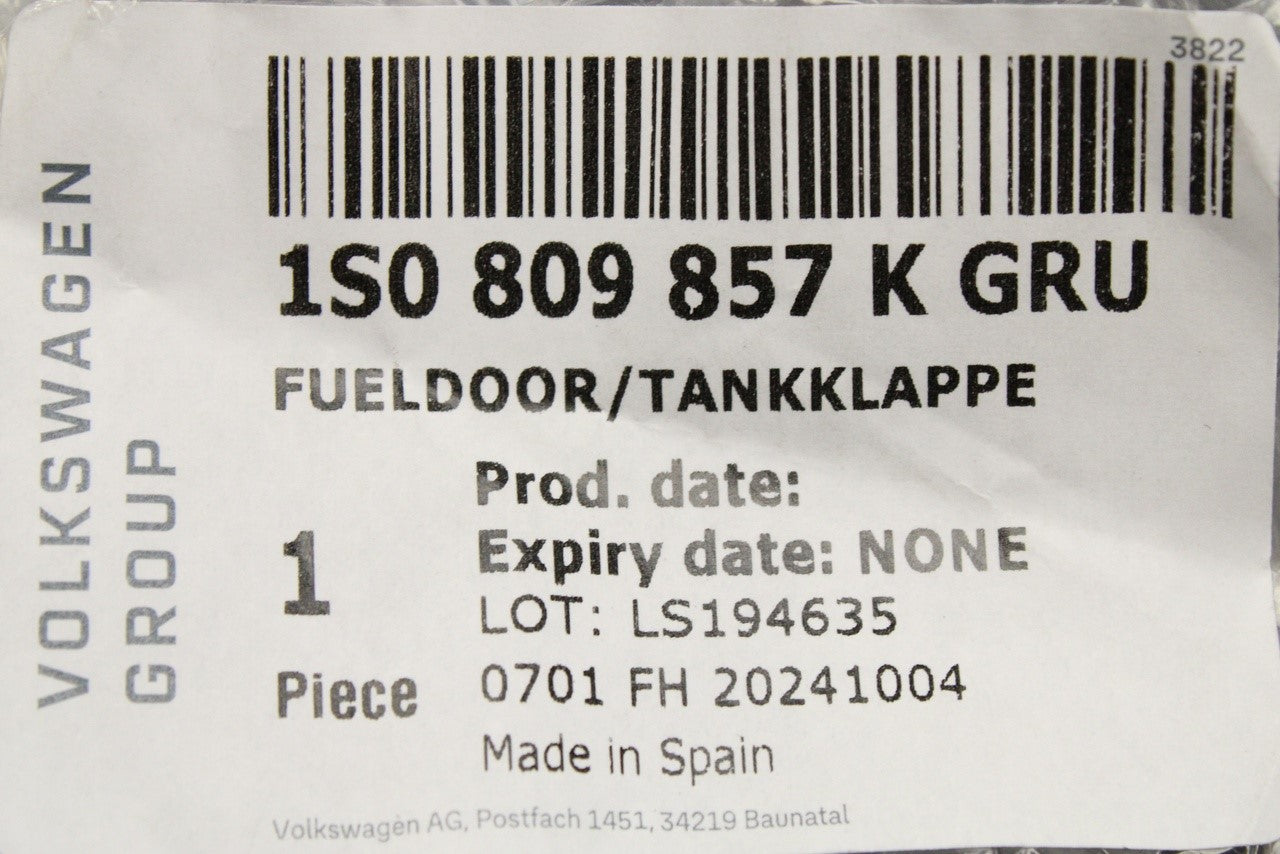 3822
1S0 809 857 K GRU
FUELDOOR/TANKKLAPPE
Prod. date:
Expiry date: NONE
1
LOT: LS194635
Piece
0701 FH 20241004
Made in Spain
Volkswagen AG, Postfach 1451, 34219 Baunatal
VOLKSWAGEN
GROUP